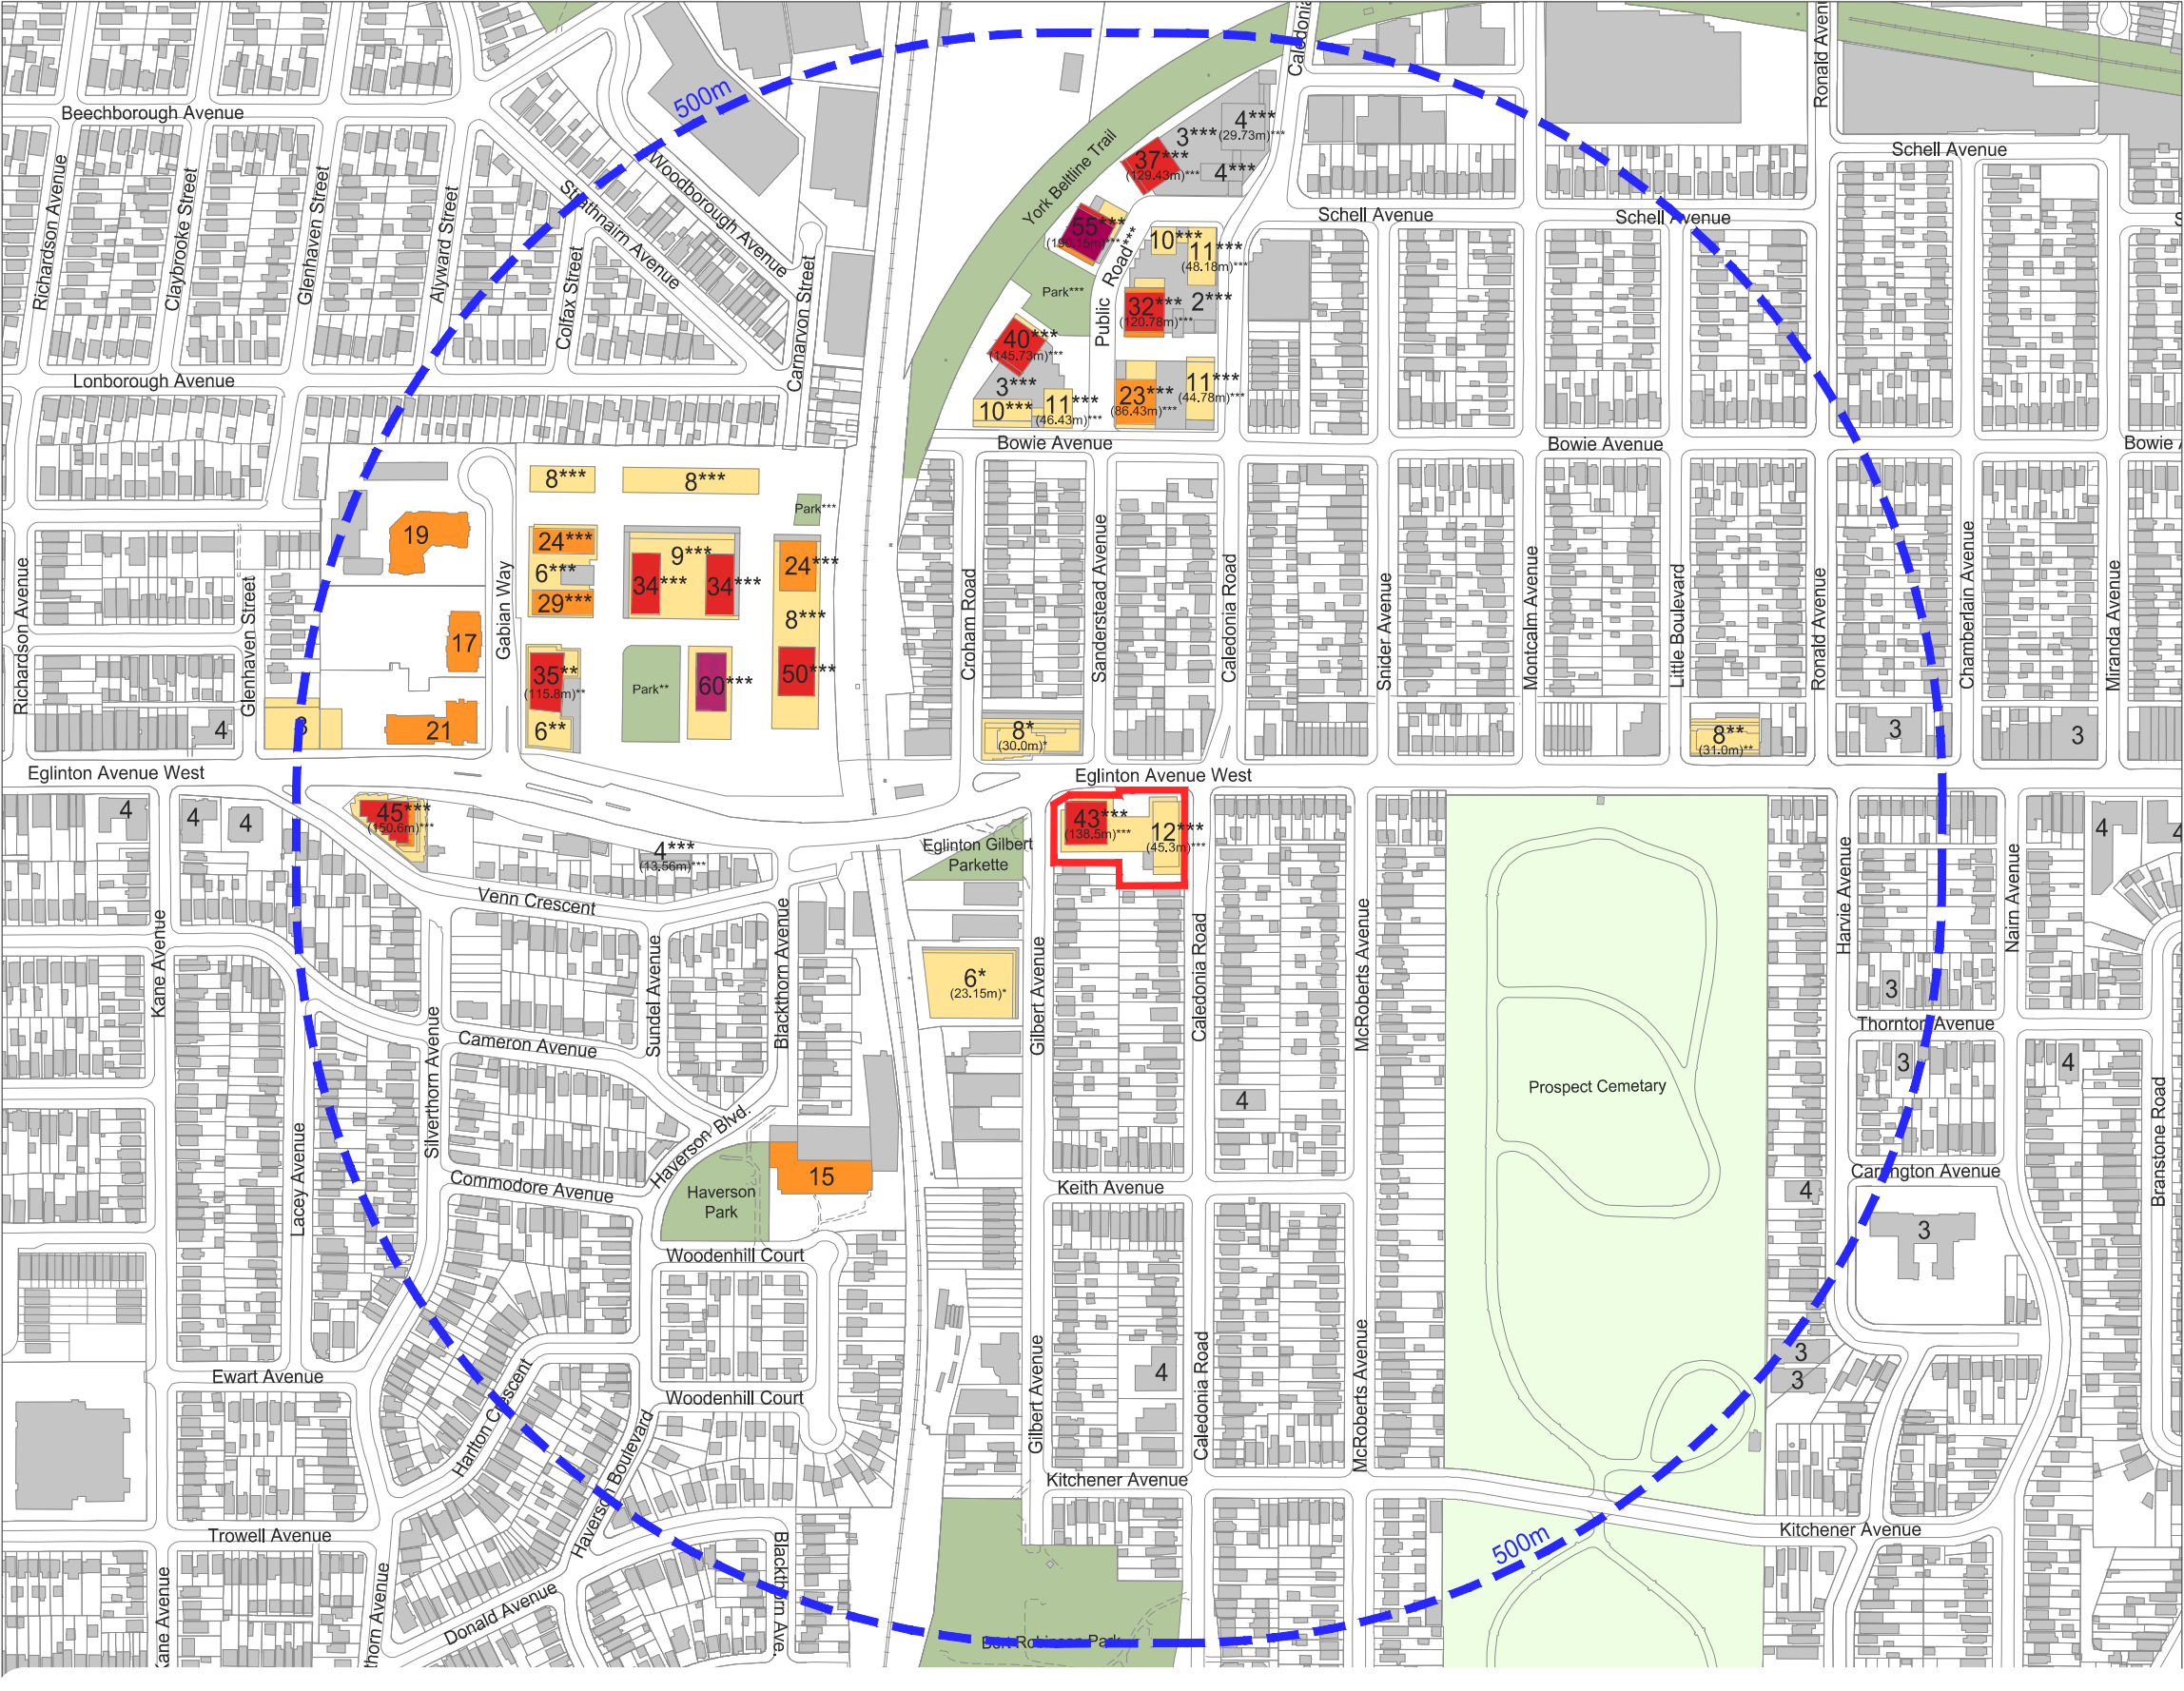 Caledonia
Ronald Avenue
500m
Beechborough Avenue
4***
(29.73m)***
3***
37***
(129.43m)***
4***
Schell Avenue
Woodborough Avenue
York Beltline Trail
Richardson Avenue
Claybrooke Street
Glenhaven Street
Alyward Street
Strathnairn Avenue
Colfax Street
Carnarvon Street
Schell Avenue
Schell Avenue
55***
(190.15m)***
10***
11***
(48.18m)***
Public Road***
Park***
32***
(120.78m)***
2***
40***
(145.73m)***
3***
10***
11***
(46.43m)***
23***
(86.43m)***
11***
(44.78m)***
Lonborough Avenue
Bowie Avenue
Bowie Avenue
Bowie
8***
8***
Park***
19
24***
6***
29***
9***
34***
34***
24***
8***
17
Gabian Way
Richardson Avenue
Glenhaven Street
35**
(115.8m)**
6**
Park**
60***
50***
Croham Road
Sanderstead Avenue
Caledonia Road
Snider Avenue
Montcalm Avenue
Little Boulevard
Ronald Avenue
Chamberlain Avenue
Miranda Avenue
4
8
21
8*
(30.0m)*
8**
(31.0m)**
3
3
Eglinton Avenue West
Eglinton Avenue West
4
4
4
45***
(150.6m)***
4***
(13.56m)***
Eglinton Gilbert
Parkette
43***
(138.5m)***
12***
(45.3m)***
4
4
Venn Crescent
Kane Avenue
Silverthorn Avenue
Sundel Avenue
Blackthorn Avenue
6*
(23.15m)*
Gilbert Avenue
Caledonia Road
McRoberts Avenue
Harvie Avenue
Nairn Avenue
3
Thornton Avenue
Cameron Avenue
3
4
Prospect Cemetary
4
Lacey Avenue
Haverson Blvd.
15
Commodore Avenue
Haverson
Park
Keith Avenue
Carrington Avenue
4
3
Branstone Road
Woodenhill Court
Ewart Avenue
Harlton Crescent
Woodenhill Court
Haverson Boulevard
Gilbert Avenue
4
Caledonia Road
McRoberts Avenue
3
3
Kitchener Avenue
Kitchener Avenue
Trowell Avenue
500m
Kane Avenue
thorn Avenue
Donald Avenue
Blackthorn Ave.
Bert Robinson Park